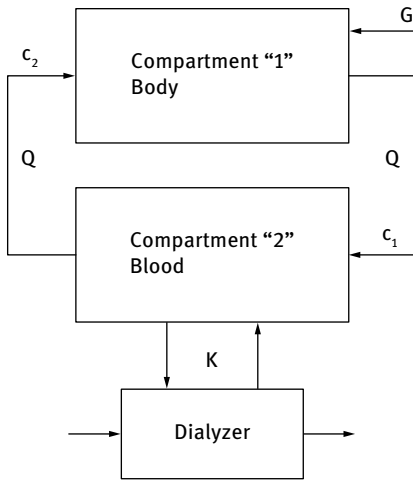 G
c₂
Compartment “1”
Body
Q
Q
Compartment “2”
Blood
c₁
K
Dialyzer